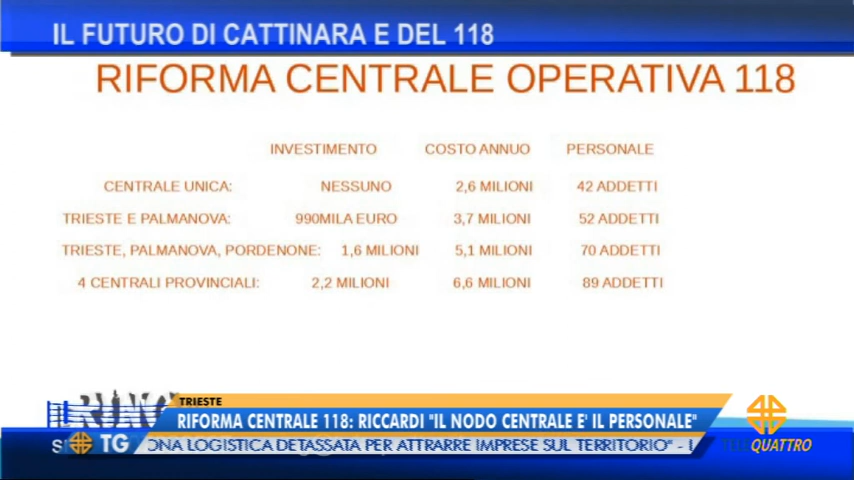 IL FUTURO DI CATTINARA E DEL 118
RIFORMA CENTRALE OPERATIVA 118
INVESTIMENTO COSTO ANNUO PERSONALE
CENTRALE UNICA: NESSUNO 2,6 MILIONI 42 ADDETTI
TRIESTE E PALMANOVA: 990MILA EURO 3,7 MILIONI 52 ADDETTI
TRIESTE, PALMANOVA, PORDENONE: 1,6 MILIONI 5,1 MILIONI 70 ADDETTI
4 CENTRALI PROVINCIALI: 2,2 MILIONI 6,6 MILIONI 89 ADDETTI
TRIESTE
RIFORMA CENTRALE 118: RICCARDI "IL NODO CENTRALE E' IL PERSONALE"
TG LOGISTICA DETASSATA PER ATTRARRE IMPRESE SUL TERRITORIO" -
TELEQUATTRO